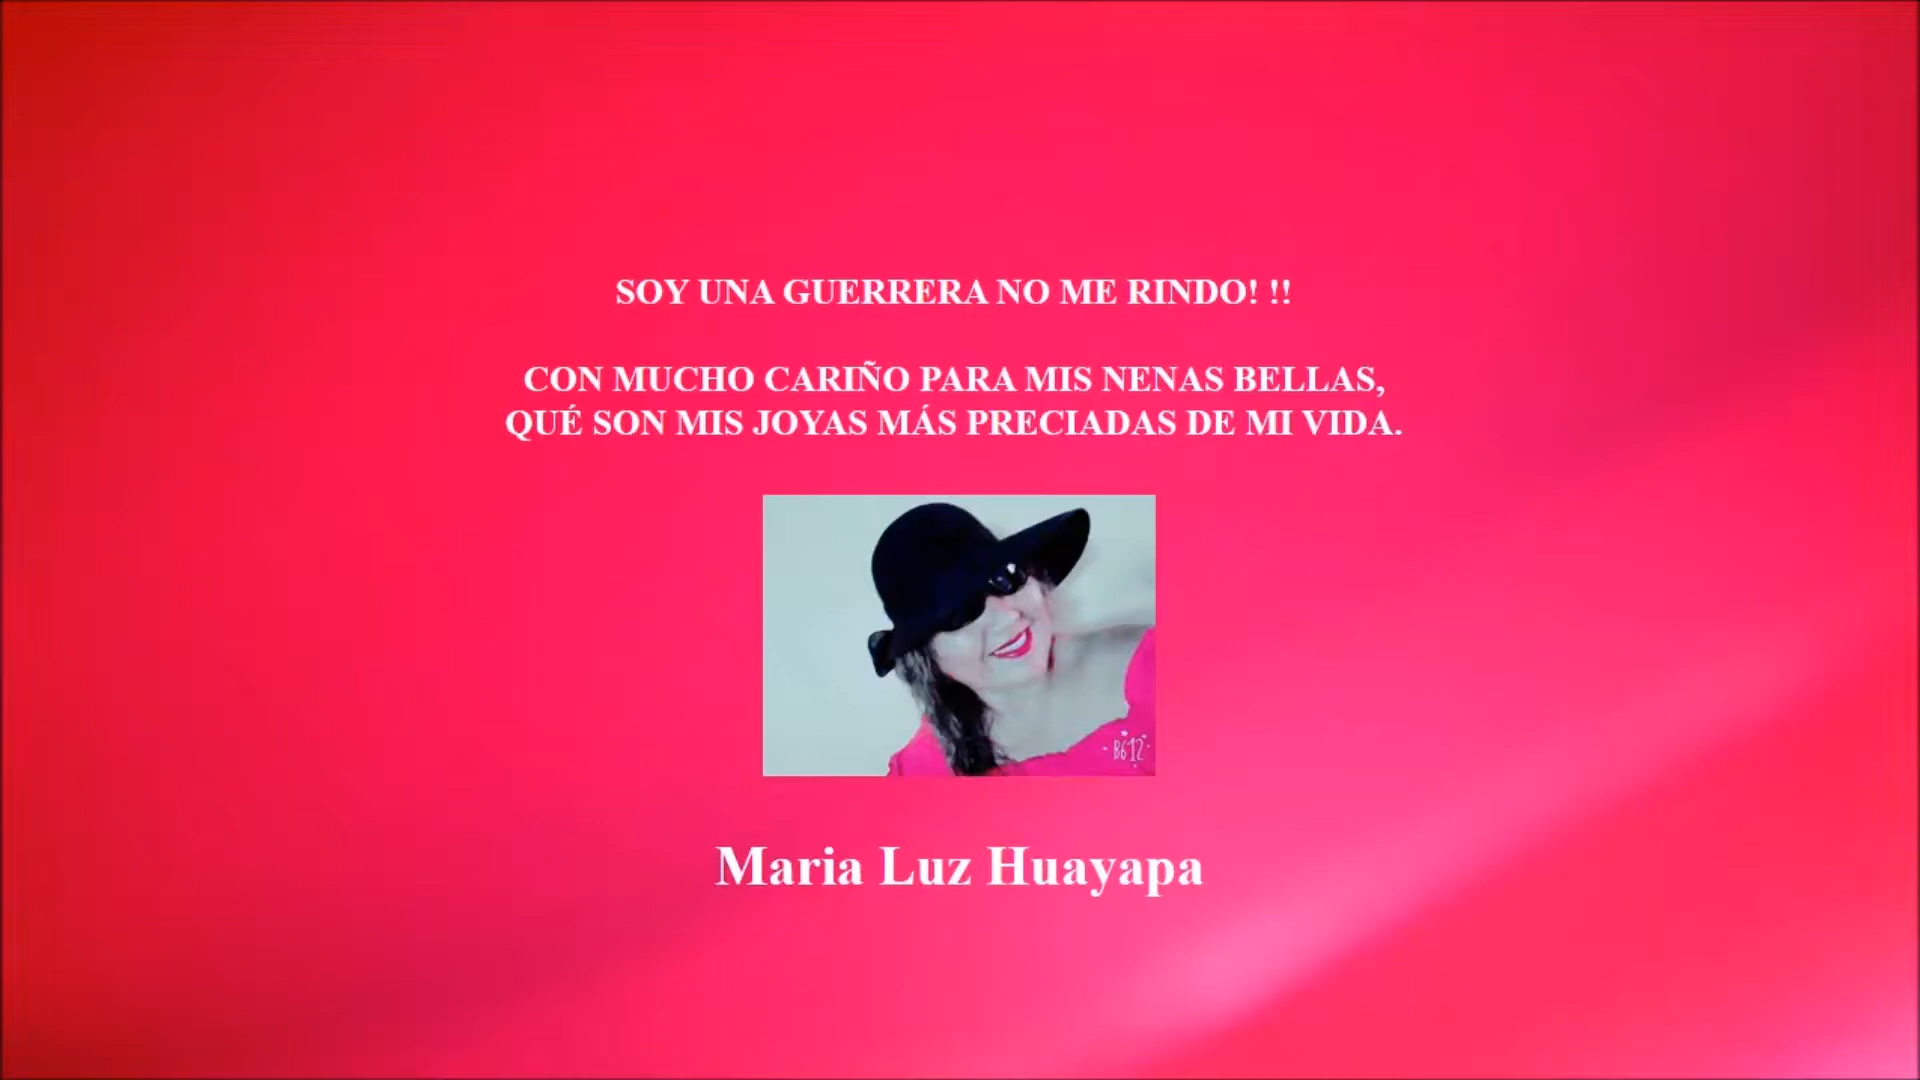 SOY UNA GUERRERA NO ME RINDO! !!
CON MUCHO CARIÑO PARA MIS NENAS BELLAS,
QUÉ SON MIS JOYAS MÁS PRECIADAS DE MI VIDA.
B612
Maria Luz Huayapa